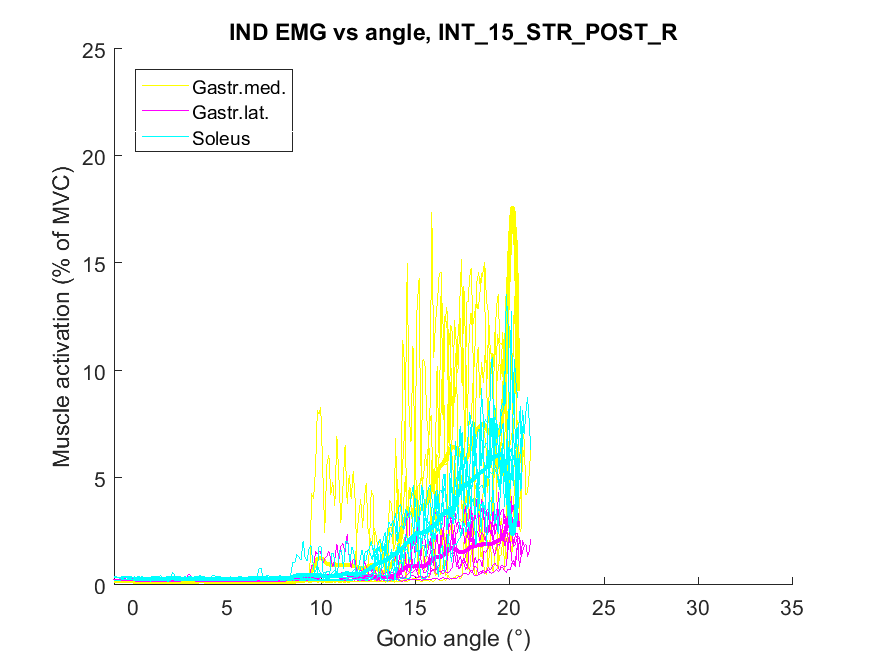 IND EMG vs angle, INT_15_STR_POST_R
25
20
15
10
5
0
Muscle activation (% of MVC)
Gastr.med.
Gastr.lat.
Soleus
0 5 10 15 20 25 30 35
Gonio angle (°)